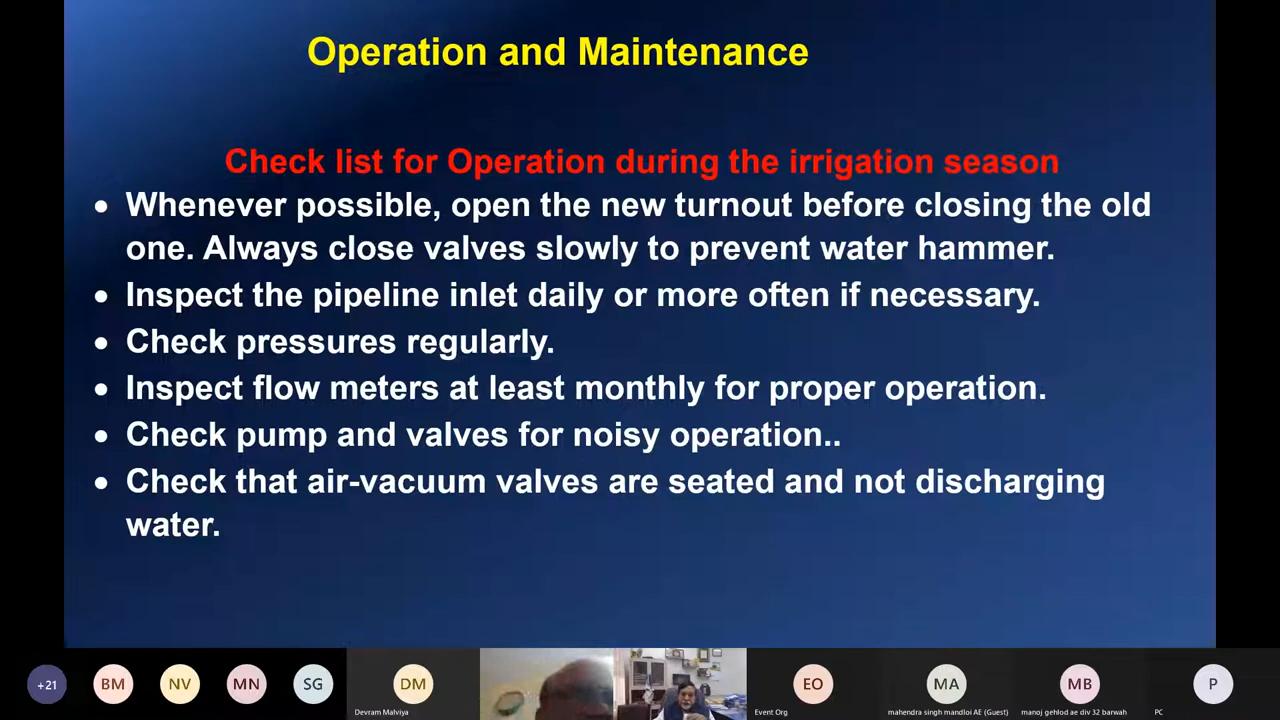 Operation and Maintenance
Check list for Operation during the irrigation season
• Whenever possible, open the new turnout before closing the old
one. Always close valves slowly to prevent water hammer.
• Inspect the pipeline inlet daily or more often if necessary.
• Check pressures regularly.
• Inspect flow meters at least monthly for proper operation.
• Check pump and valves for noisy operation..
• Check that air-vacuum valves are seated and not discharging
water.
+21 BM NV MN SG DM EO MA MB P
Devram Malviya Event Org mahendra singh mandloi AE (Guest) manoj gehlod ae div 32 barwah PC